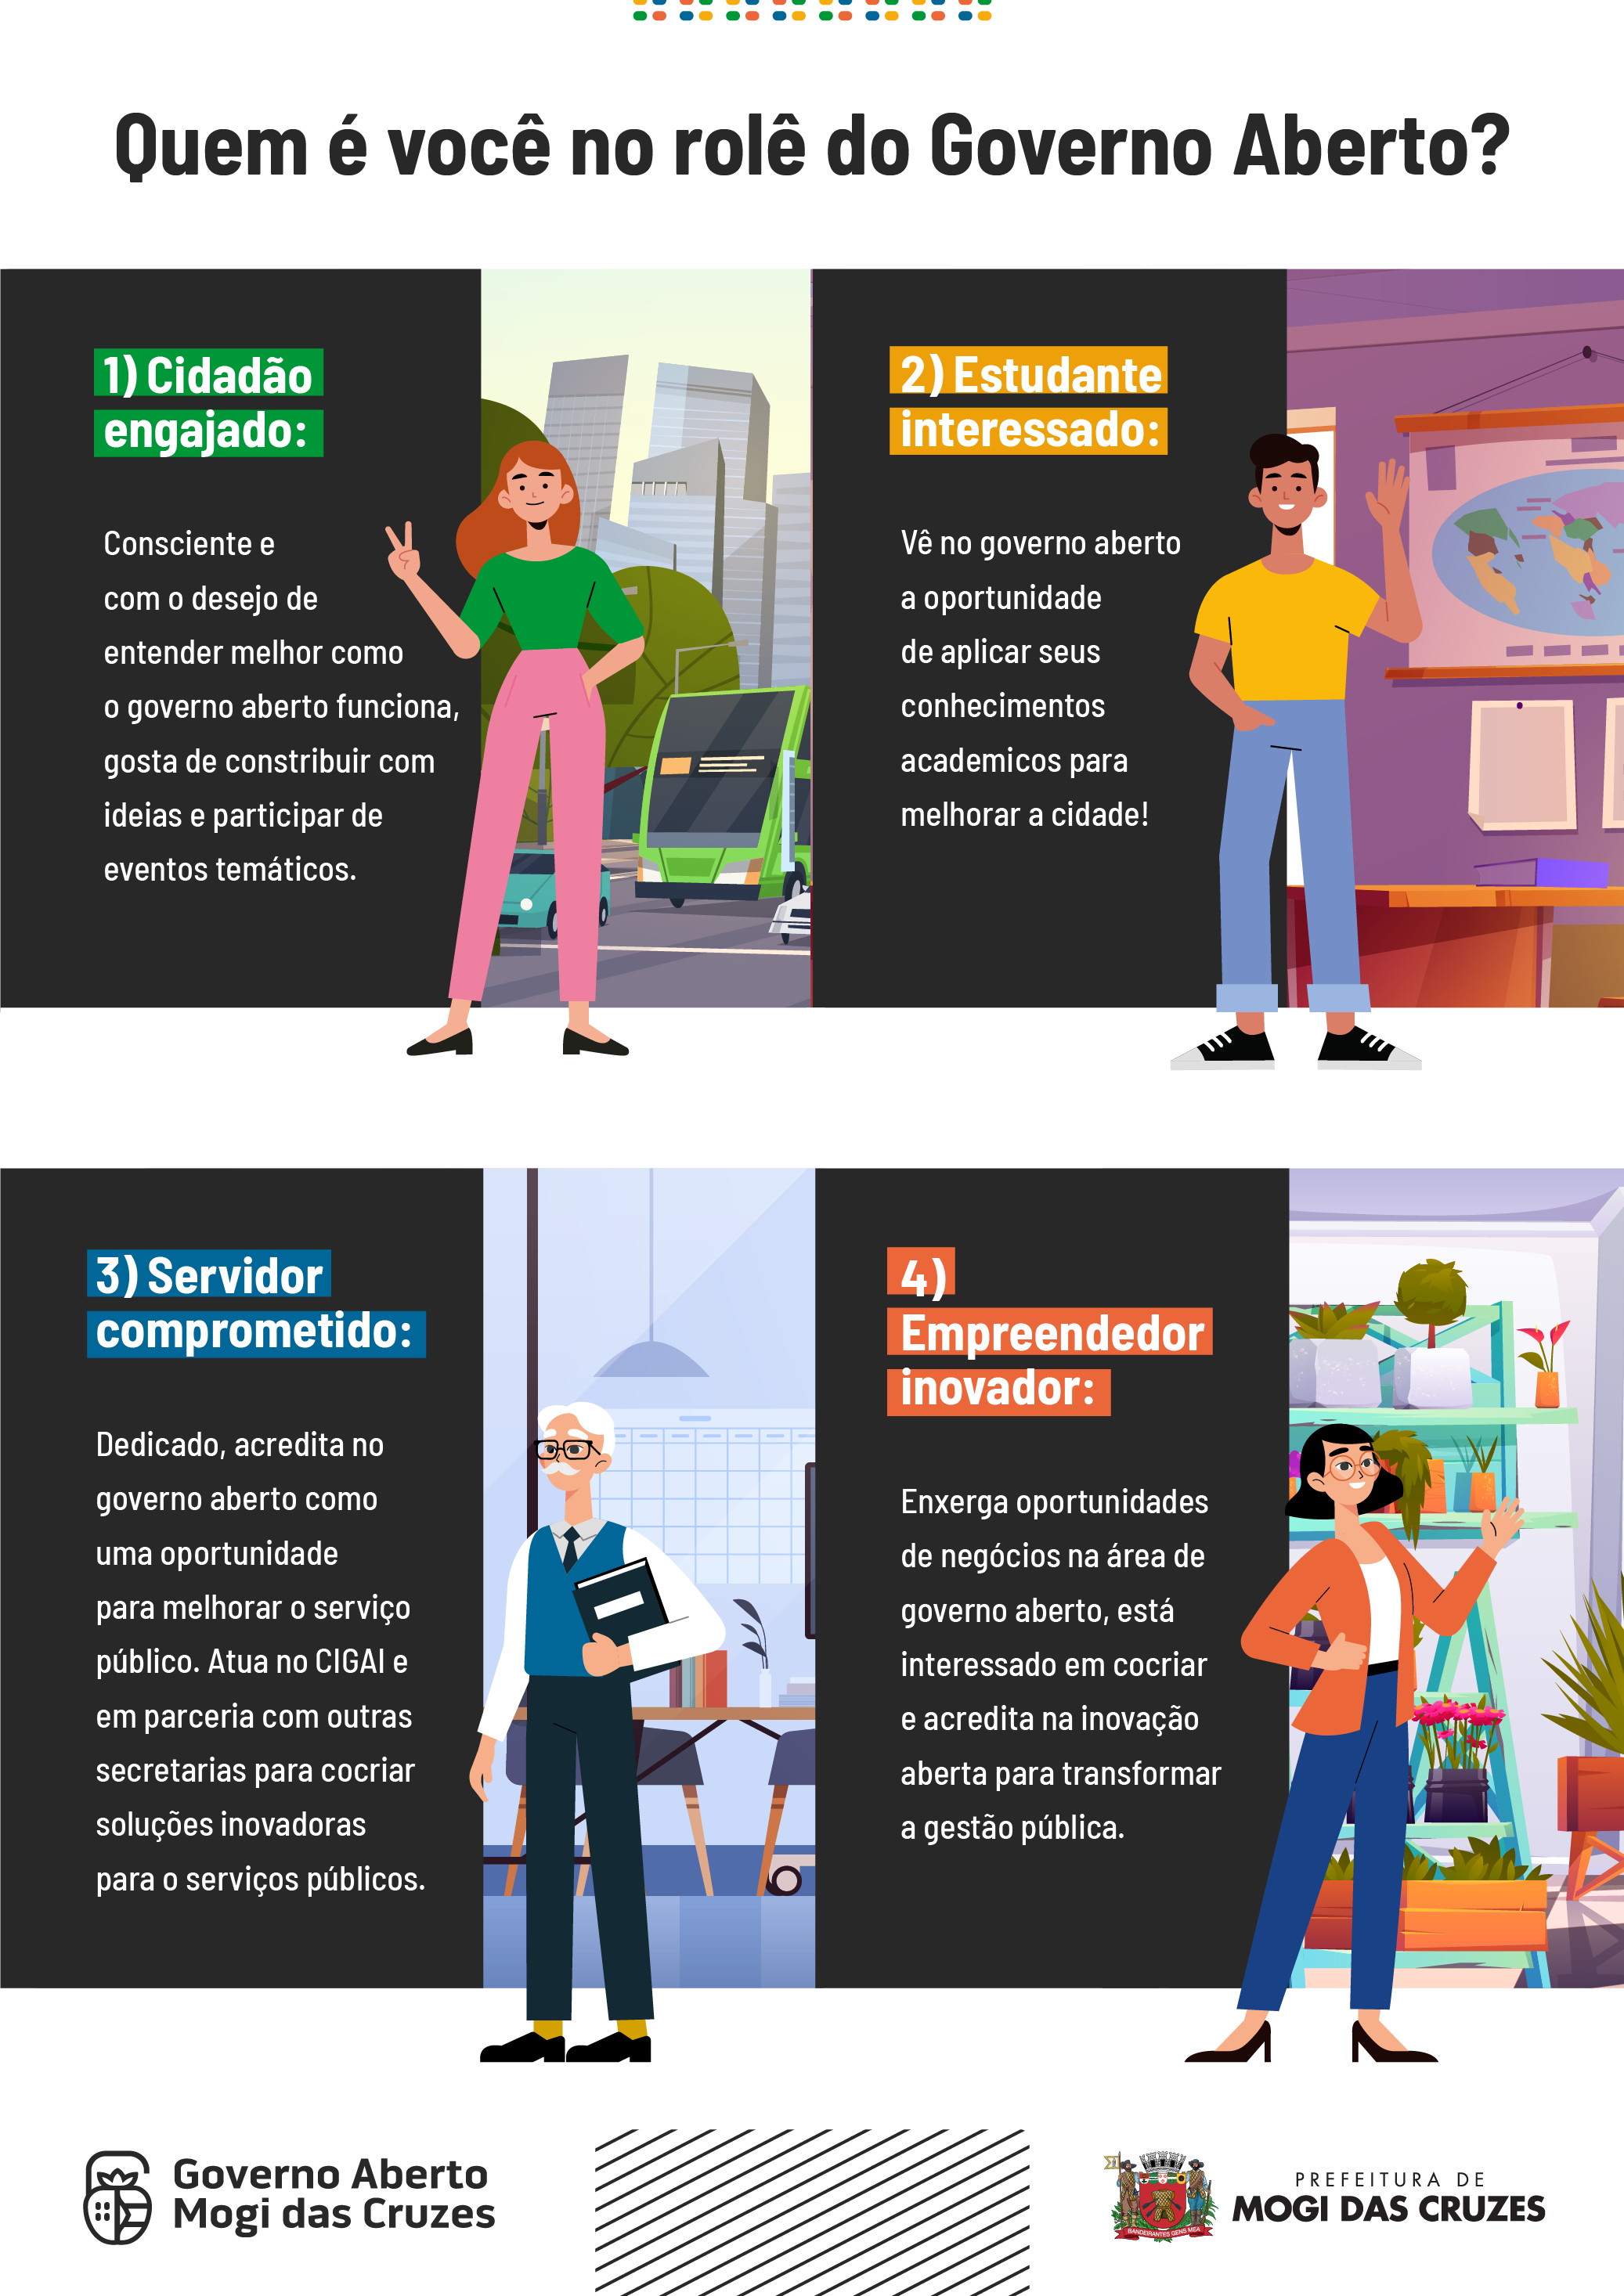 Quem é você no rolê do Governo Aberto?
1) Cidadão
engajado:
Consciente e
com o desejo de
entender melhor como
o governo aberto funciona,
gosta de constribuir com
ideias e participar de
eventos temáticos.
2) Estudante
interessado:
Vê no governo aberto
a oportunidade
de aplicar seus
conhecimentos
academicos para
melhorar a cidade!
3) Servidor
comprometido:
Dedicado, acredita no
governo aberto como
uma oportunidade
para melhorar o serviço
público. Atua no CIGAI e
em parceria com outras
secretarias para cocriar
soluções inovadoras
para o serviços públicos.
4)
Empreendedor
inovador:
Enxerga oportunidades
de negócios na área de
governo aberto, está
interessado em cocriar
e acredita na inovação
aberta para transformar
a gestão pública.
Governo Aberto
Mogi das Cruzes
BANDEIRANTES GENS MEA
PREFEITURA DE
MOGI DAS CRUZES